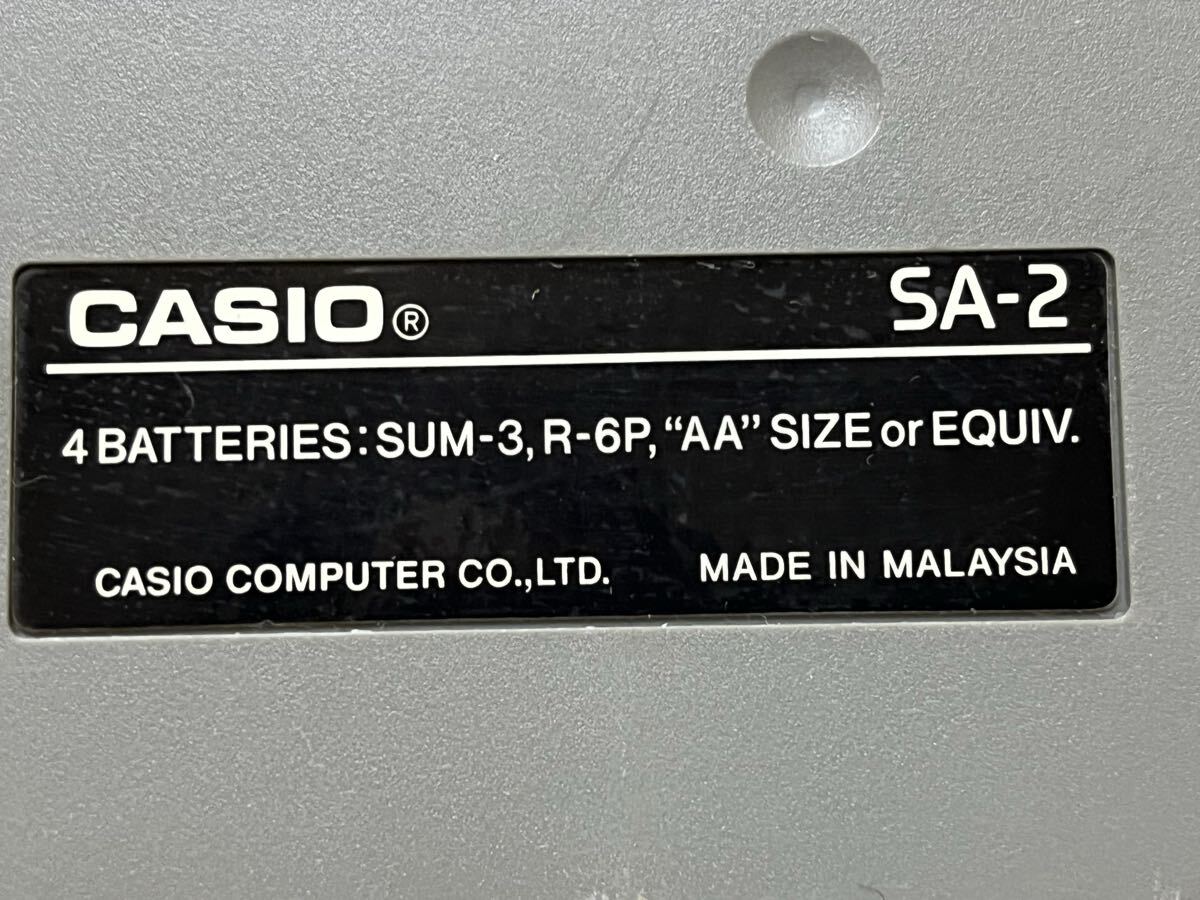 CASIO® SA-2
4 BATTERIES: SUM-3, R-6P, “AA” SIZE or EQUIV.
CASIO COMPUTER CO.,LTD. MADE IN MALAYSIA